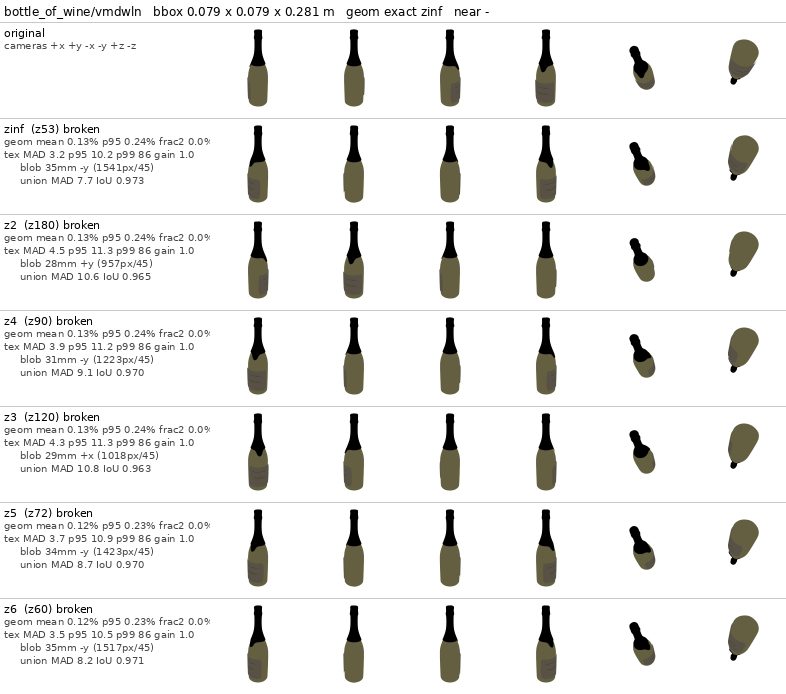 bottle_of_wine/vmdwln bbox 0.079 x 0.079 x 0.281 m geom exact zinf near -
original
cameras +x +y -x -y +z -z
zinf (z53) broken
geom mean 0.13% p95 0.24% frac2 0.0%
tex MAD 3.2 p95 10.2 p99 86 gain 1.0
blob 35mm -y (1541px/45)
union MAD 7.7 IoU 0.973
z2 (z180) broken
geom mean 0.13% p95 0.24% frac2 0.0%
tex MAD 4.5 p95 11.3 p99 86 gain 1.0
blob 28mm +y (957px/45)
union MAD 10.6 IoU 0.965
z4 (z90) broken
geom mean 0.13% p95 0.24% frac2 0.0%
tex MAD 3.9 p95 11.2 p99 86 gain 1.0
blob 31mm -y (1223px/45)
union MAD 9.1 IoU 0.970
z3 (z120) broken
geom mean 0.13% p95 0.24% frac2 0.0%
tex MAD 4.3 p95 11.3 p99 86 gain 1.0
blob 29mm +x (1018px/45)
union MAD 10.8 IoU 0.963
z5 (z72) broken
geom mean 0.12% p95 0.23% frac2 0.0%
tex MAD 3.7 p95 10.9 p99 86 gain 1.0
blob 34mm -y (1423px/45)
union MAD 8.7 IoU 0.970
z6 (z60) broken
geom mean 0.12% p95 0.23% frac2 0.0%
tex MAD 3.5 p95 10.5 p99 86 gain 1.0
blob 35mm -y (1517px/45)
union MAD 8.2 IoU 0.971